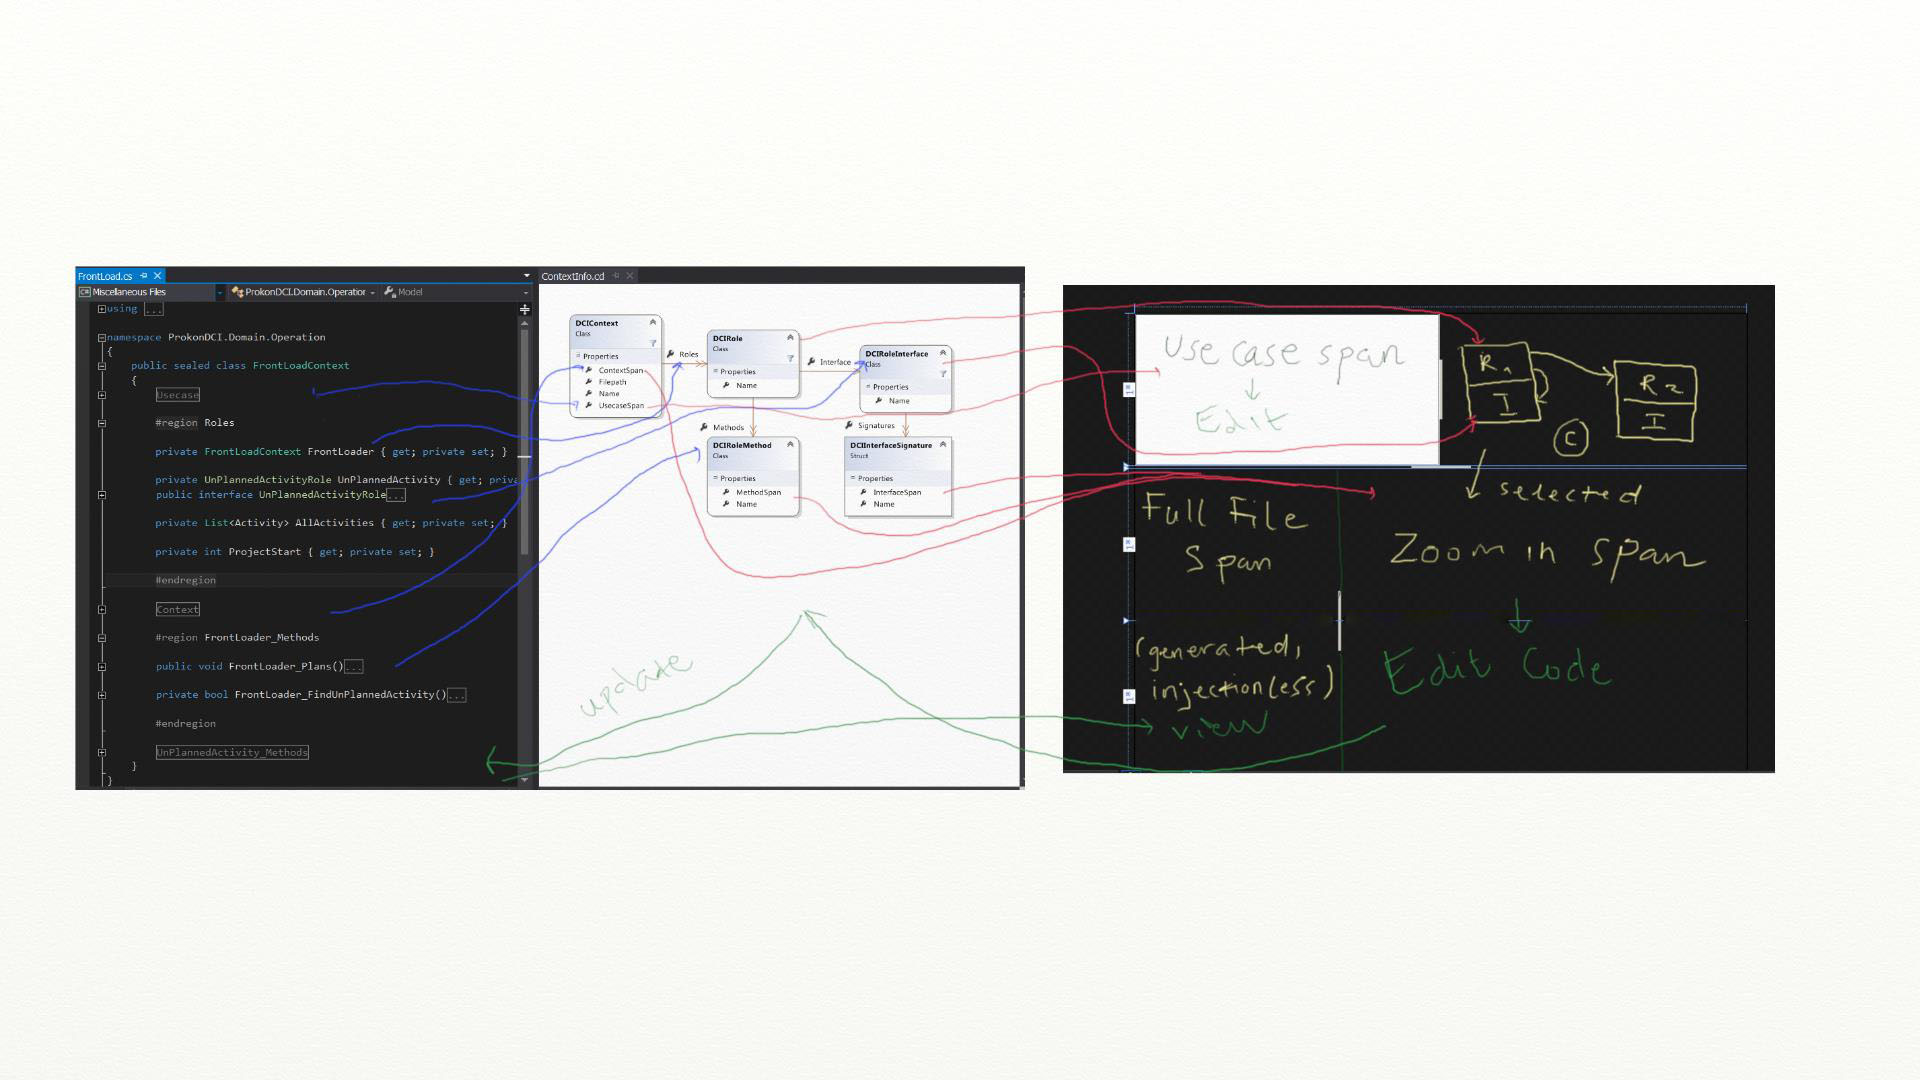 FrontLoad.cs
Miscellaneous Files
ProkonDCI.Domain.Operatior
Model
using ...
namespace ProkonDCI.Domain.Operation
{
public sealed class FrontLoadContext
{
Usecase
#region Roles
private FrontLoadContext FrontLoader { get; private set; }
private UnPlannedActivityRole UnPlannedActivity { get; priva
public interface UnPlannedActivityRole...
private List<Activity> AllActivities { get; private set; }
private int ProjectStart { get; private set; }
#endregion
Context
#region FrontLoader_Methods
public void FrontLoader_Plans()...
private bool FrontLoader_FindUnPlannedActivity()...
#endregion
UnPlannedActivity_Methods
}
}
ContextInfo.cd
DCIContext
Class
Properties
ContextSpan
Filepath
Name
UsecaseSpan
Roles
DCIRole
Class
Properties
Name
Interface
DCIRoleInterface
Class
Properties
Name
Methods
DCIRoleMethod
Class
Properties
MethodSpan
Name
Signatures
DCIInterfaceSignature
Struct
Properties
InterfaceSpan
Name
update
Use case span
Edit
R1
I
R2
I
C
selected
Full File
Span
(generated,
injection(ess)
view
Zoom in span
Edit Code